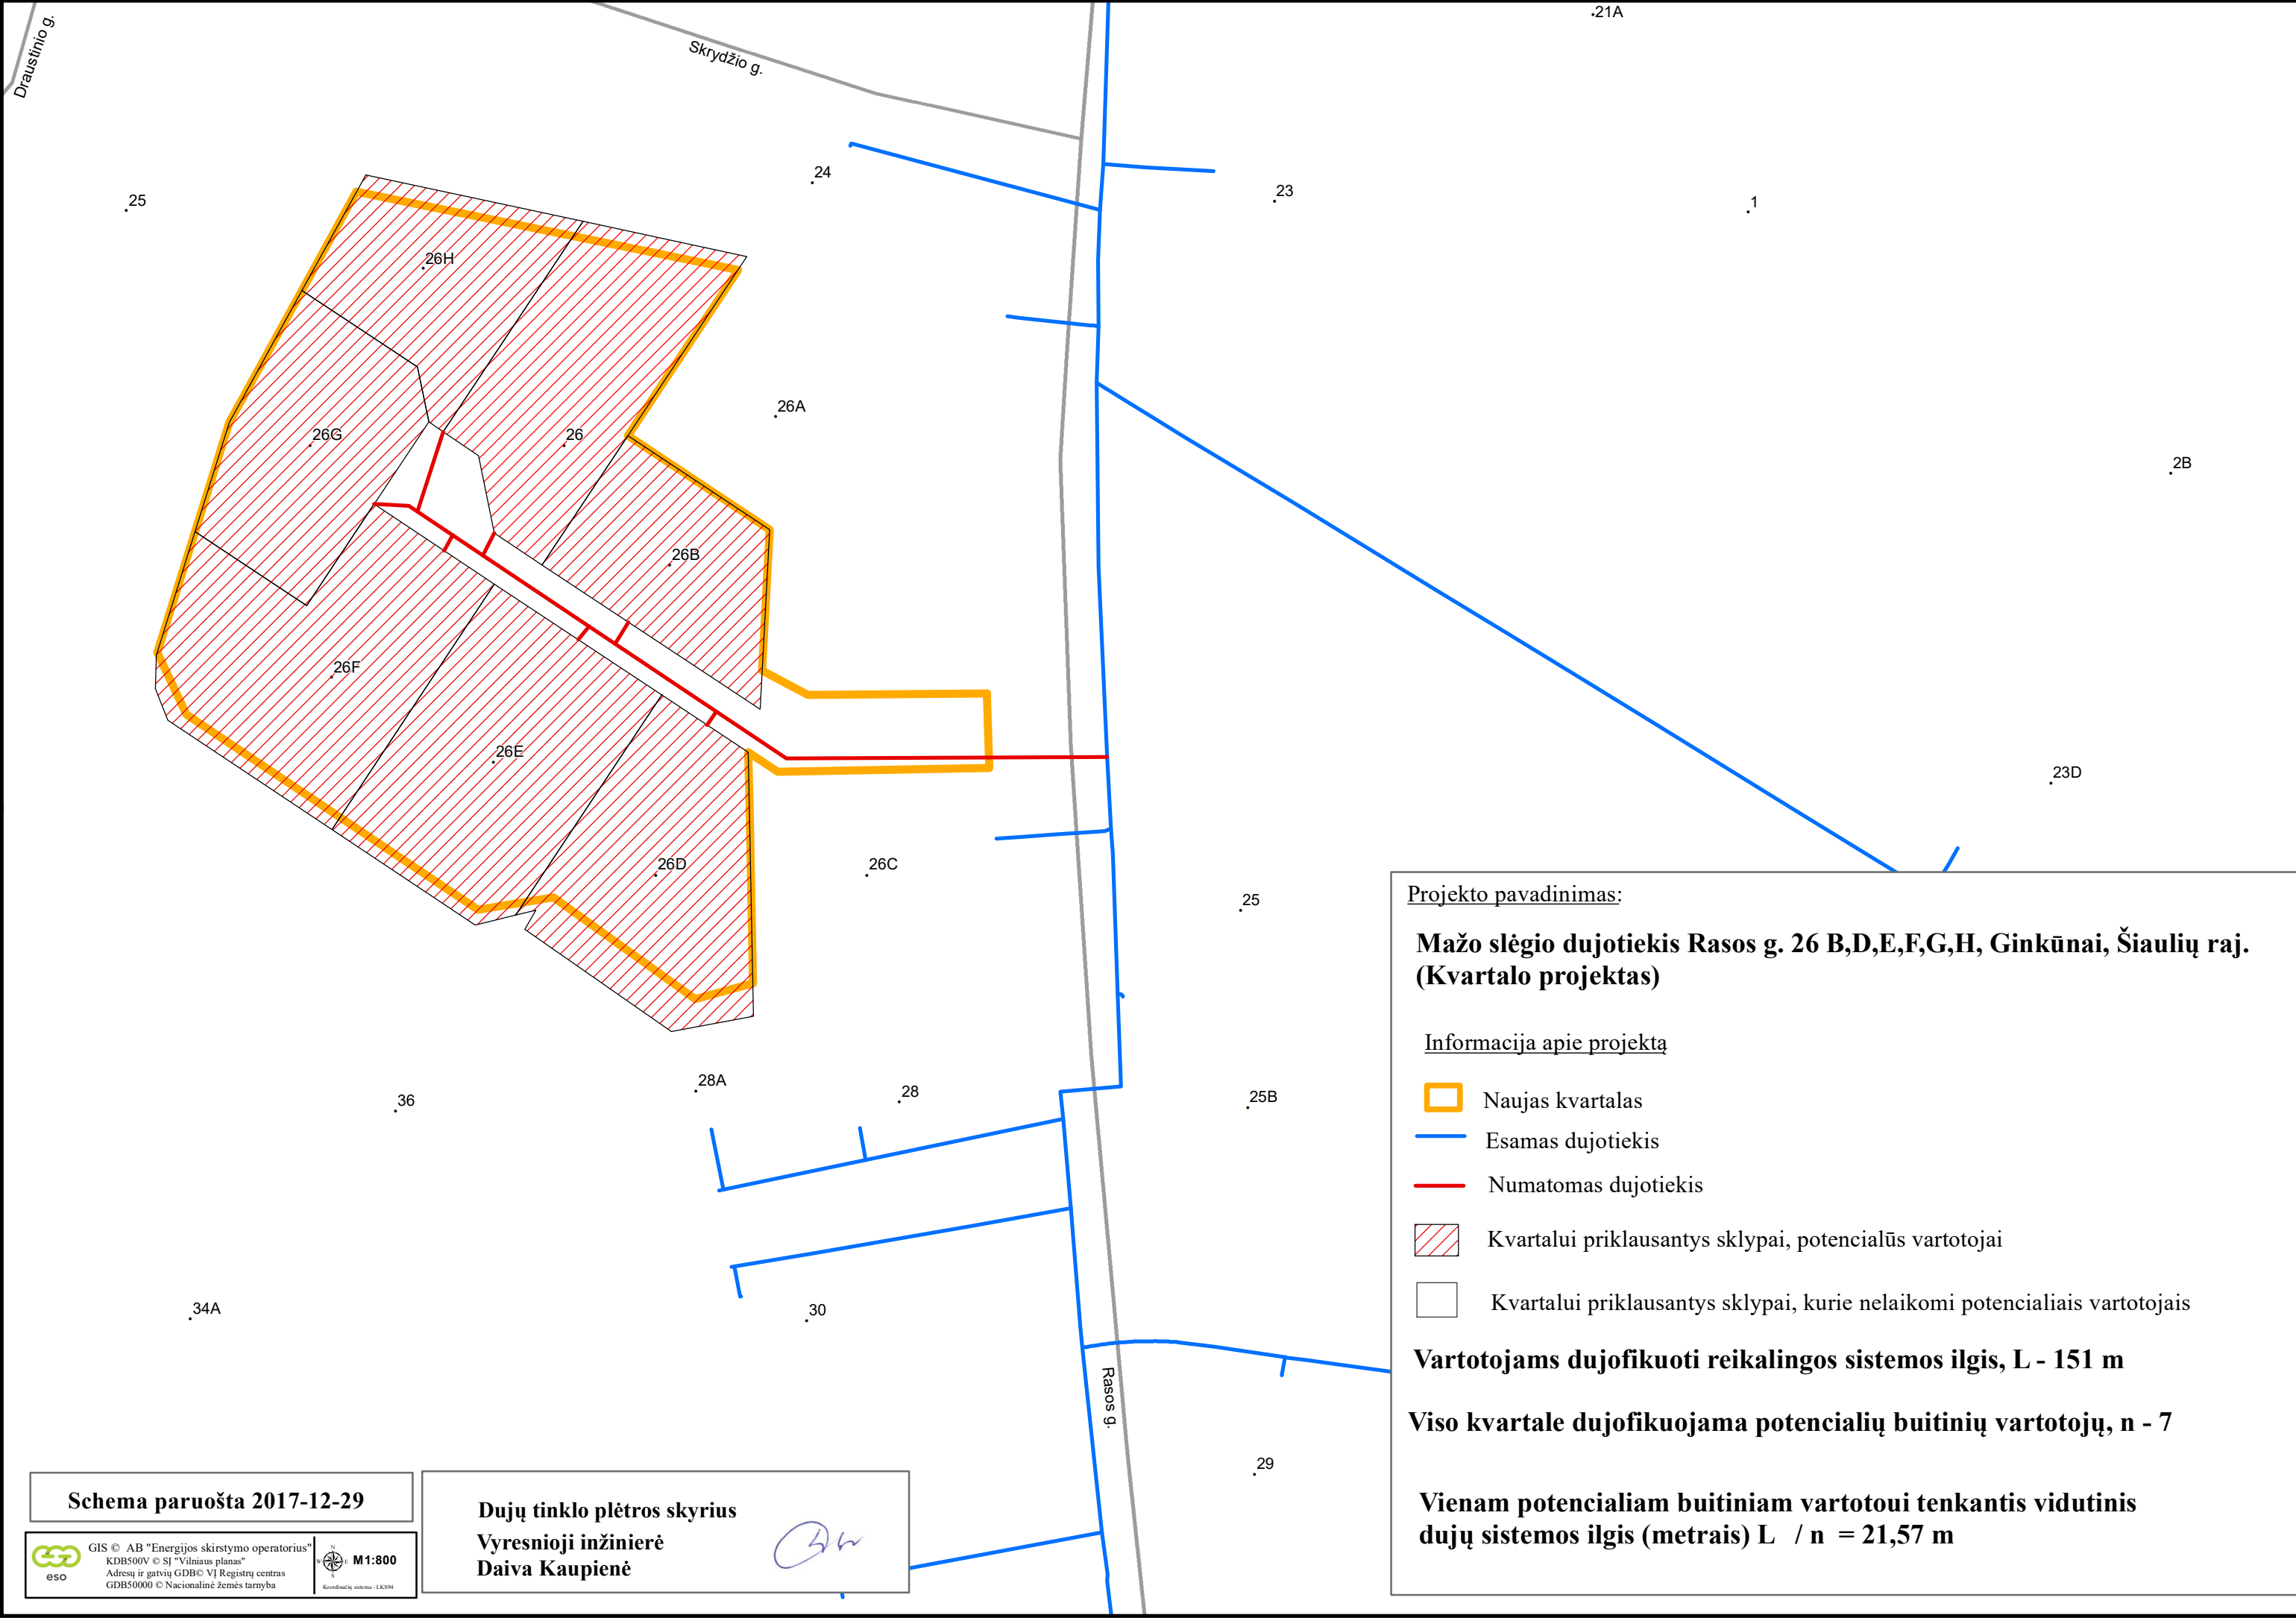 Draustinio g.
Skrydžio g.
21A
24
25
23
1
26H
26A
26G
26
2B
26B
26F
26E
23D
26D
26C
25
28A
28
36
25B
34A
30
Rasos g.
29
Projekto pavadinimas:
Mažo slėgio dujotiekis Rasos g. 26 B,D,E,F,G,H, Ginkūnai, Šiaulių raj.
(Kvartalo projektas)
Informacija apie projektą
Naujas kvartalas
Esamas dujotiekis
Numatomas dujotiekis
Kvartalui priklausantys sklypai, potencialūs vartotojai
Kvartalui priklausantys sklypai, kurie nelaikomi potencialiais vartotojais
Vartotojams dujofikuoti reikalingos sistemos ilgis, L - 151 m
Viso kvartale dujofikuojama potencialių buitinių vartotojų, n - 7
Vienam potencialiam buitiniam vartotoui tenkantis vidutinis
dujų sistemos ilgis (metrais) L / n = 21,57 m
Schema paruošta 2017-12-29
eso
GIS © AB "Energijos skirstymo operatorius"
KDB500V © SĮ "Vilniaus planas"
Adresų ir gatvių GDB© VĮ Registrų centras
GDB50000 © Nacionalinė žemės tarnyba
M1:800
Koordinačių sistema - LKS94
Dujų tinklo plėtros skyrius
Vyresnioji inžinierė
Daiva Kaupienė